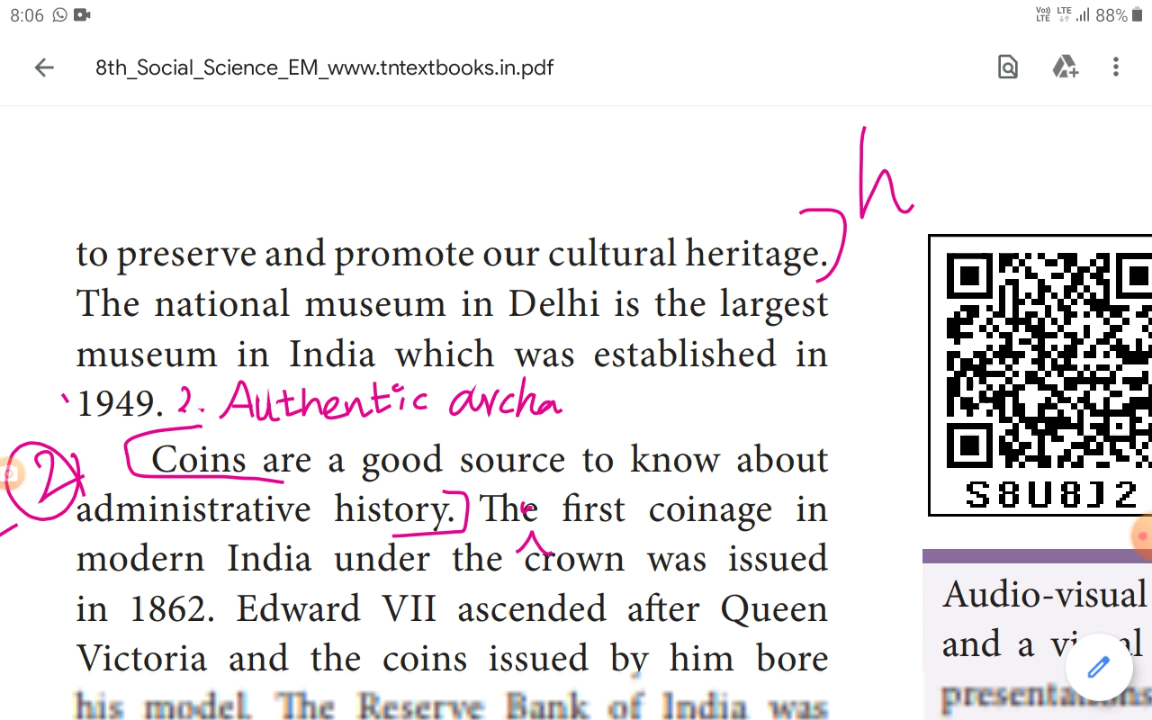 8:06 88%
8th_Social_Science_EM_www.tntextbooks.in.pdf
h
to preserve and promote our cultural heritage.
The national museum in Delhi is the largest
museum in India which was established in
1949. 2. Authentic archa
2
Coins are a good source to know about
administrative history. The first coinage in
modern India under the crown was issued
in 1862. Edward VII ascended after Queen
Victoria and the coins issued by him bore
his model. The Reserve Bank of India was
S8U8J2
Audio-visual
and a